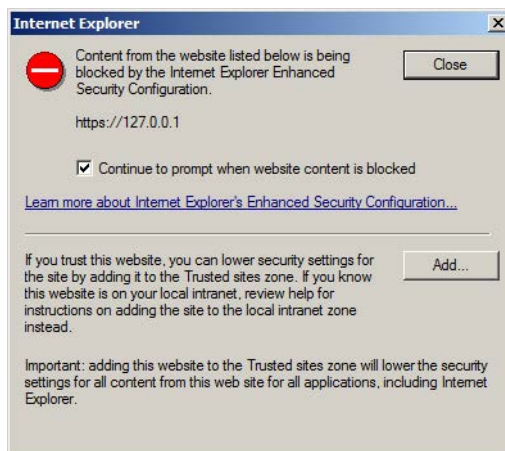 Internet Explorer
Content from the website listed below is being
blocked by the Internet Explorer Enhanced
Security Configuration.
Close
https://127.0.0.1
Continue to prompt when website content is blocked
Learn more about Internet Explorer's Enhanced Security Configuration...
If you trust this website, you can lower security settings for
the site by adding it to the Trusted sites zone. If you know
this website is on your local intranet, review help for
instructions on adding the site to the local intranet zone
instead.
Add...
Important: adding this website to the Trusted sites zone will lower the security
settings for all content from this web site for all applications, including Internet
Explorer.